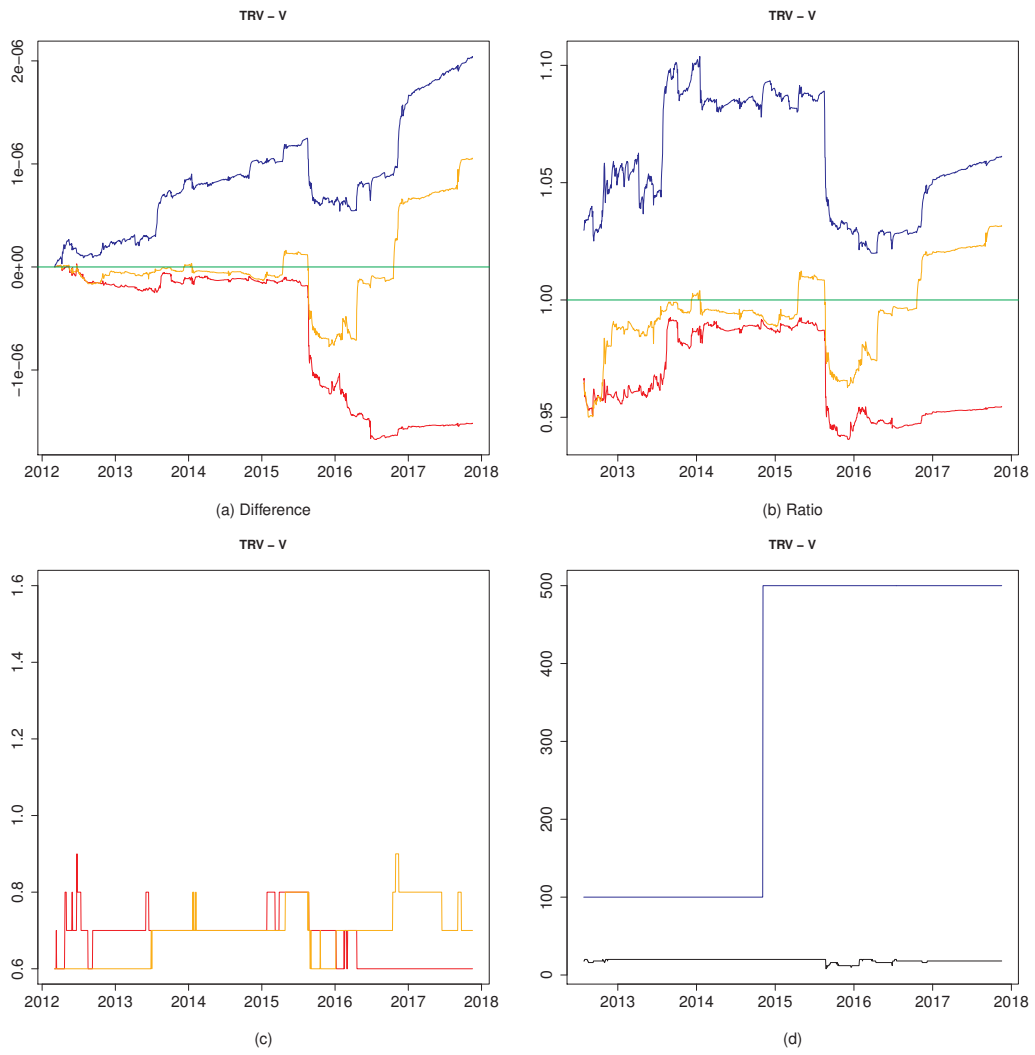 TRV – V
2e−06
1e−06
0e+00
−1e−06
2012 2013 2014 2015 2016 2017 2018
(a) Difference
TRV – V
1.10
1.05
1.00
0.95
2013 2014 2015 2016 2017 2018
(b) Ratio
TRV – V
1.6
1.4
1.2
1.0
0.8
0.6
2012 2013 2014 2015 2016 2017 2018
(c)
TRV – V
500
400
300
200
100
0
2013 2014 2015 2016 2017 2018
(d)